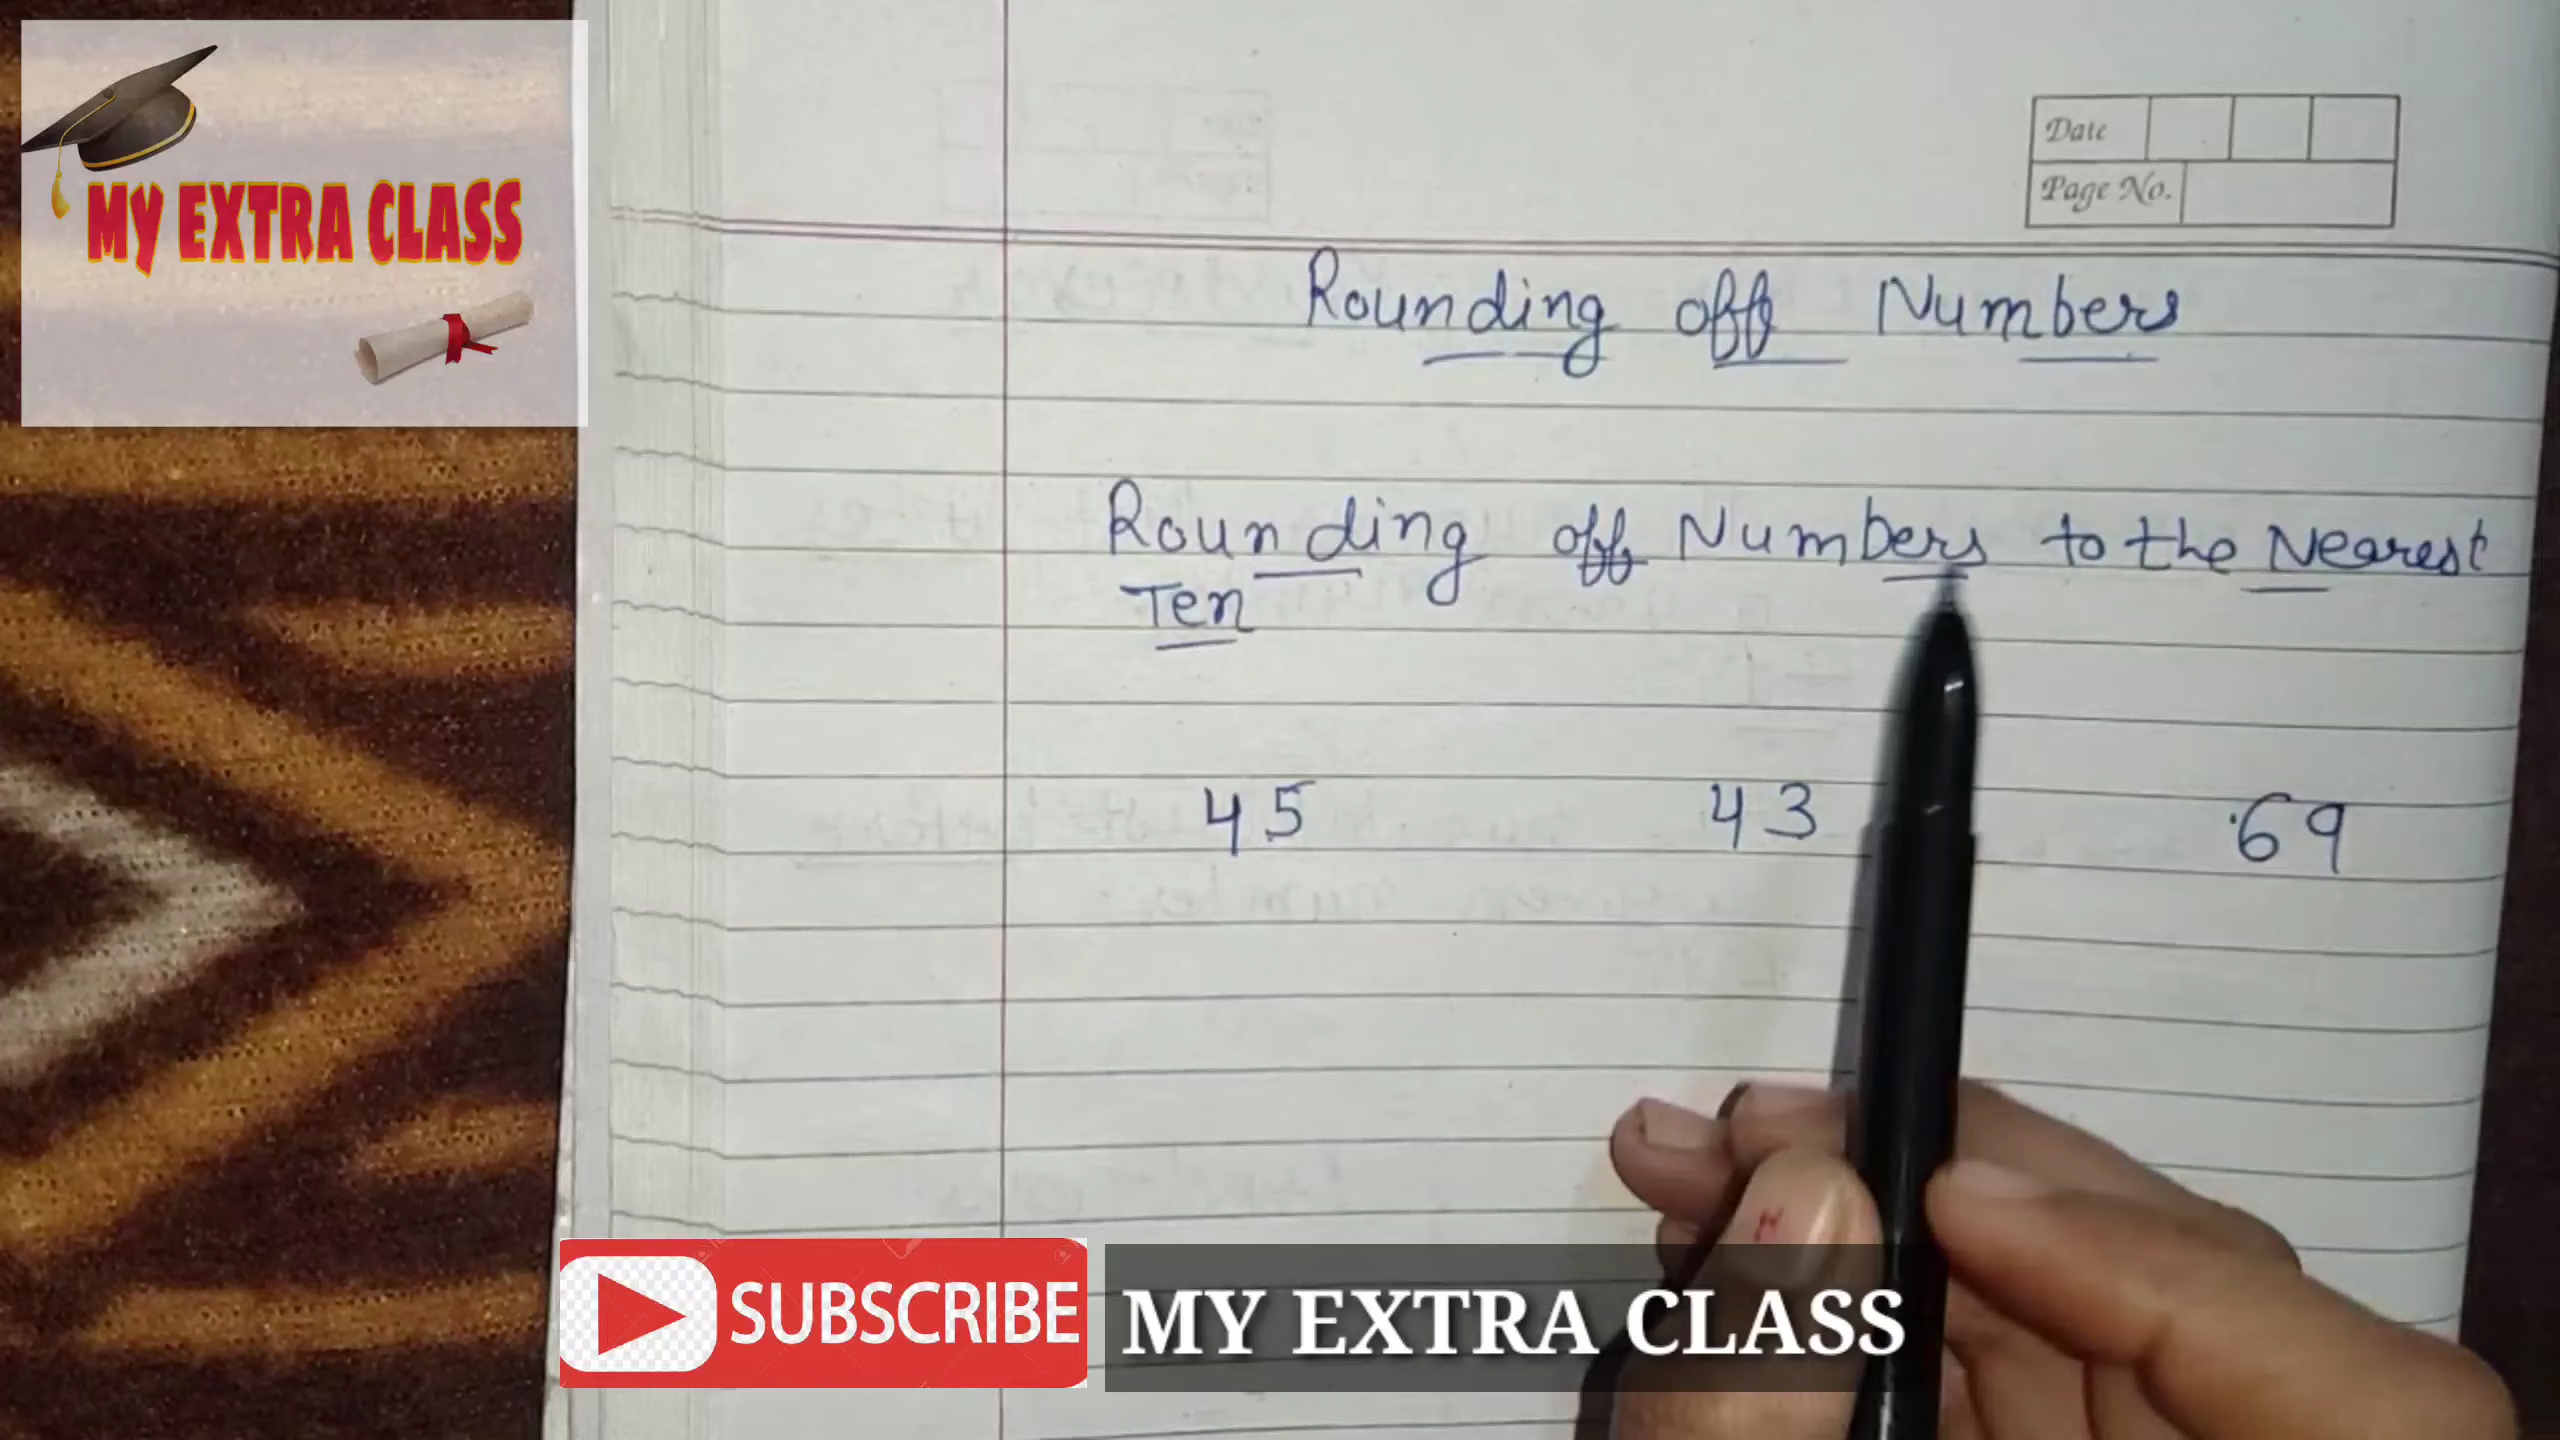 MY EXTRA CLASS
Date
Page No.
Rounding off Numbers
Rounding off Numbers to the Nearest
Ten
45 43 69
SUBSCRIBE
MY EXTRA CLASS